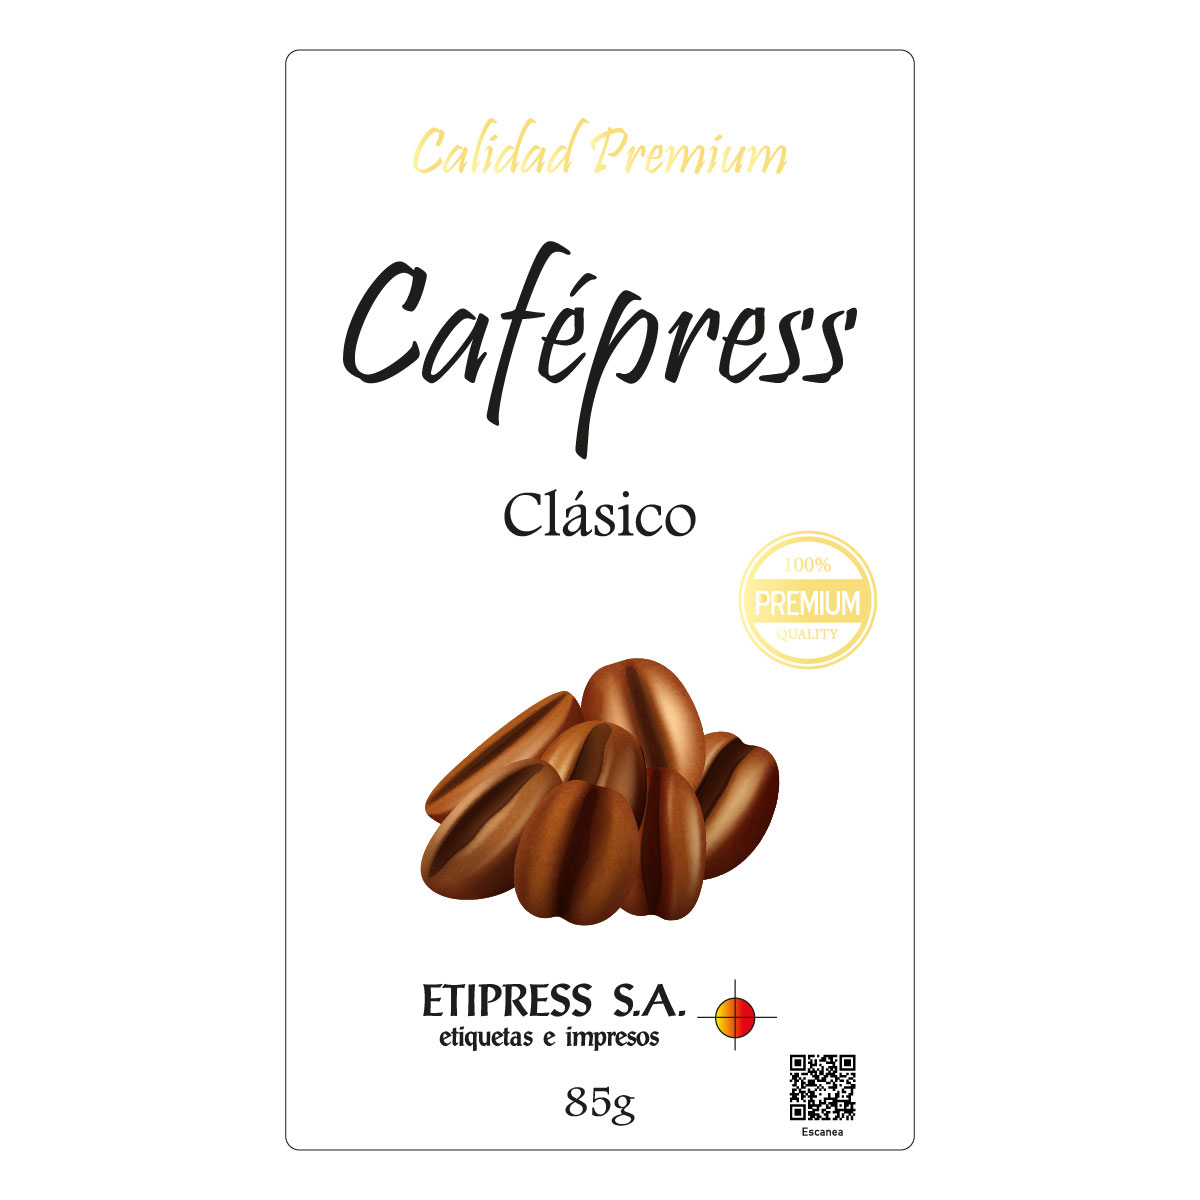 Calidad Premium
Cafépress
Clásico
100%
PREMIUM
QUALITY
ETIPRESS S.A.
etiquetas e impresos
85g
Escanea